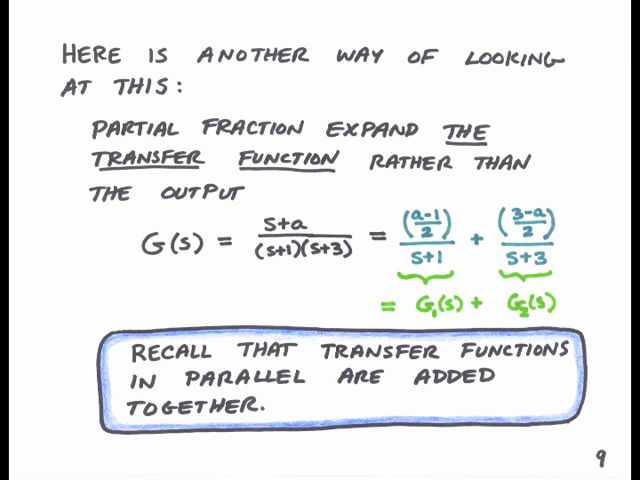 HERE IS ANOTHER WAY OF LOOKING
AT THIS:
PARTIAL FRACTION EXPAND THE
TRANSFER FUNCTION RATHER THAN
THE OUTPUT
G(s) = s+a / (s+1)(s+3) = (a-1 / 2) / s+1 + (3-a / 2) / s+3
= G₁(s) + G₂(s)
RECALL THAT TRANSFER FUNCTIONS
IN PARALLEL ARE ADDED
TOGETHER.
9